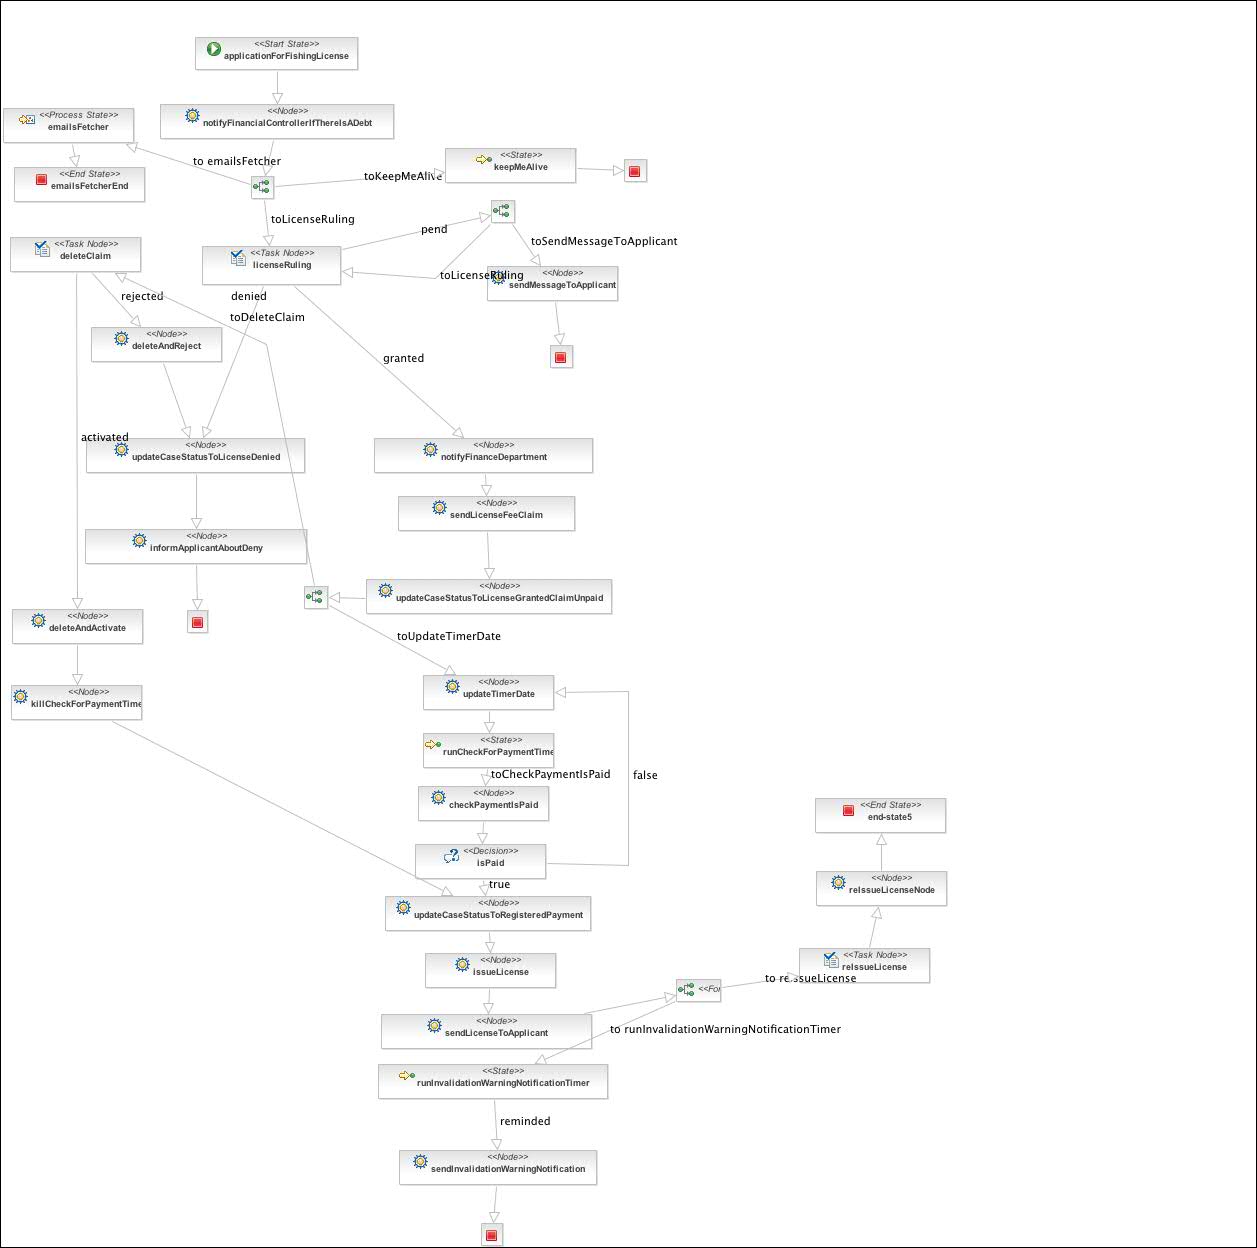 <<Start State>>
applicationForFishingLicense
<<Process State>>
emailsFetcher
<<Node>>
notifyFinancialControllerIfThereIsADebt
to emailsFetcher
<<State>>
keepMeAlive
toKeepMeAlive
<<End State>>
emailsFetcherEnd
toLicenseRuling
pend
toSendMessageToApplicant
<<Task Node>>
deleteClaim
<<Task Node>>
licenseRuling
toLicenseRuling
<<Node>>
sendMessageToApplicant
rejected
denied
toDeleteClaim
<<Node>>
deleteAndReject
granted
activated
<<Node>>
updateCaseStatusToLicenseDenied
<<Node>>
notifyFinanceDepartment
<<Node>>
sendLicenseFeeClaim
<<Node>>
informApplicantAboutDeny
<<Node>>
updateCaseStatusToLicenseGrantedClaimUnpaid
<<Node>>
deleteAndActivate
toUpdateTimerDate
<<Node>>
killCheckForPaymentTime
<<Node>>
updateTimerDate
<<State>>
runCheckForPaymentTime
toCheckPaymentIsPaid
false
<<Node>>
checkPaymentIsPaid
<<End State>>
end-state5
<<Decision>>
isPaid
true
<<Node>>
reIssueLicenseNode
<<Node>>
updateCaseStatusToRegisteredPayment
<<Node>>
issueLicense
<<Task Node>>
reIssueLicense
to reIssueLicense
<<For
<<Node>>
sendLicenseToApplicant
to runInvalidationWarningNotificationTimer
<<State>>
runInvalidationWarningNotificationTimer
reminded
<<Node>>
sendInvalidationWarningNotification